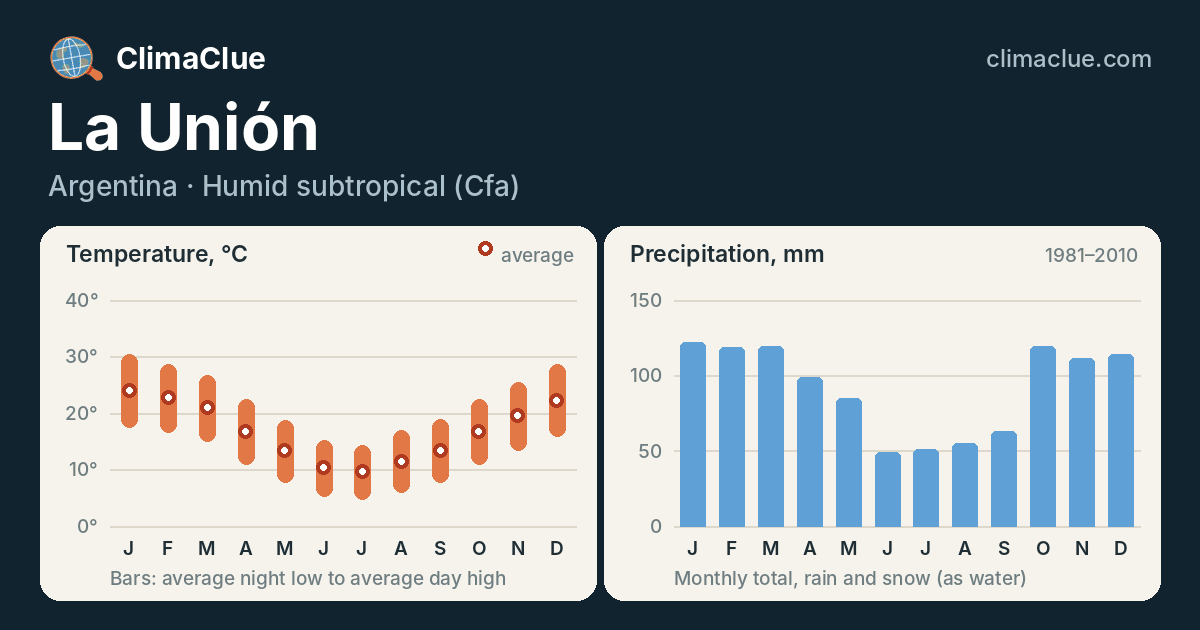 ClimaClue
climaclue.com
La Unión
Argentina · Humid subtropical (Cfa)
Temperature, °C
average
40°
30°
20°
10°
0°
J F M A M J J A S O N D
Bars: average night low to average day high
Precipitation, mm
1981–2010
150
100
50
0
J F M A M J J A S O N D
Monthly total, rain and snow (as water)